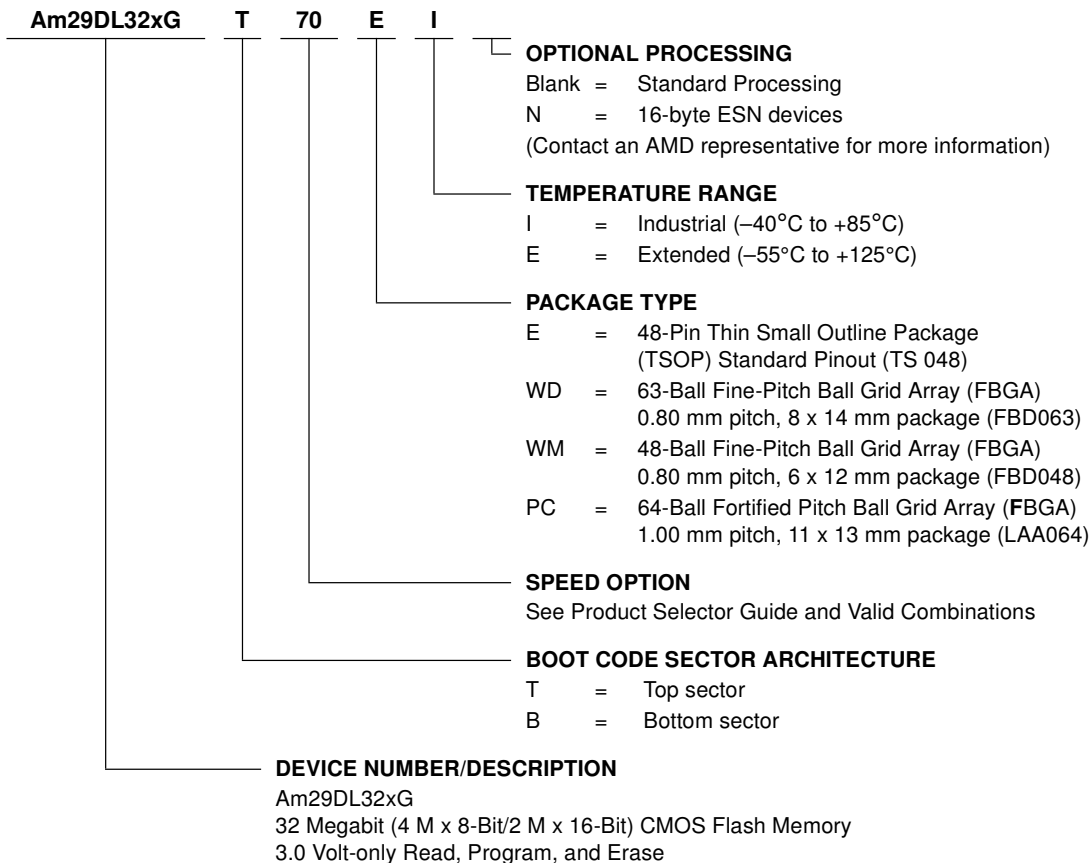 Am29DL32xG T 70 E I
OPTIONAL PROCESSING
Blank = Standard Processing
N = 16-byte ESN devices
(Contact an AMD representative for more information)
TEMPERATURE RANGE
I = Industrial (–40°C to +85°C)
E = Extended (–55°C to +125°C)
PACKAGE TYPE
E = 48-Pin Thin Small Outline Package
(TSOP) Standard Pinout (TS 048)
WD = 63-Ball Fine-Pitch Ball Grid Array (FBGA)
0.80 mm pitch, 8 x 14 mm package (FBD063)
WM = 48-Ball Fine-Pitch Ball Grid Array (FBGA)
0.80 mm pitch, 6 x 12 mm package (FBD048)
PC = 64-Ball Fortified Pitch Ball Grid Array (FBGA)
1.00 mm pitch, 11 x 13 mm package (LAA064)
SPEED OPTION
See Product Selector Guide and Valid Combinations
BOOT CODE SECTOR ARCHITECTURE
T = Top sector
B = Bottom sector
DEVICE NUMBER/DESCRIPTION
Am29DL32xG
32 Megabit (4 M x 8-Bit/2 M x 16-Bit) CMOS Flash Memory
3.0 Volt-only Read, Program, and Erase